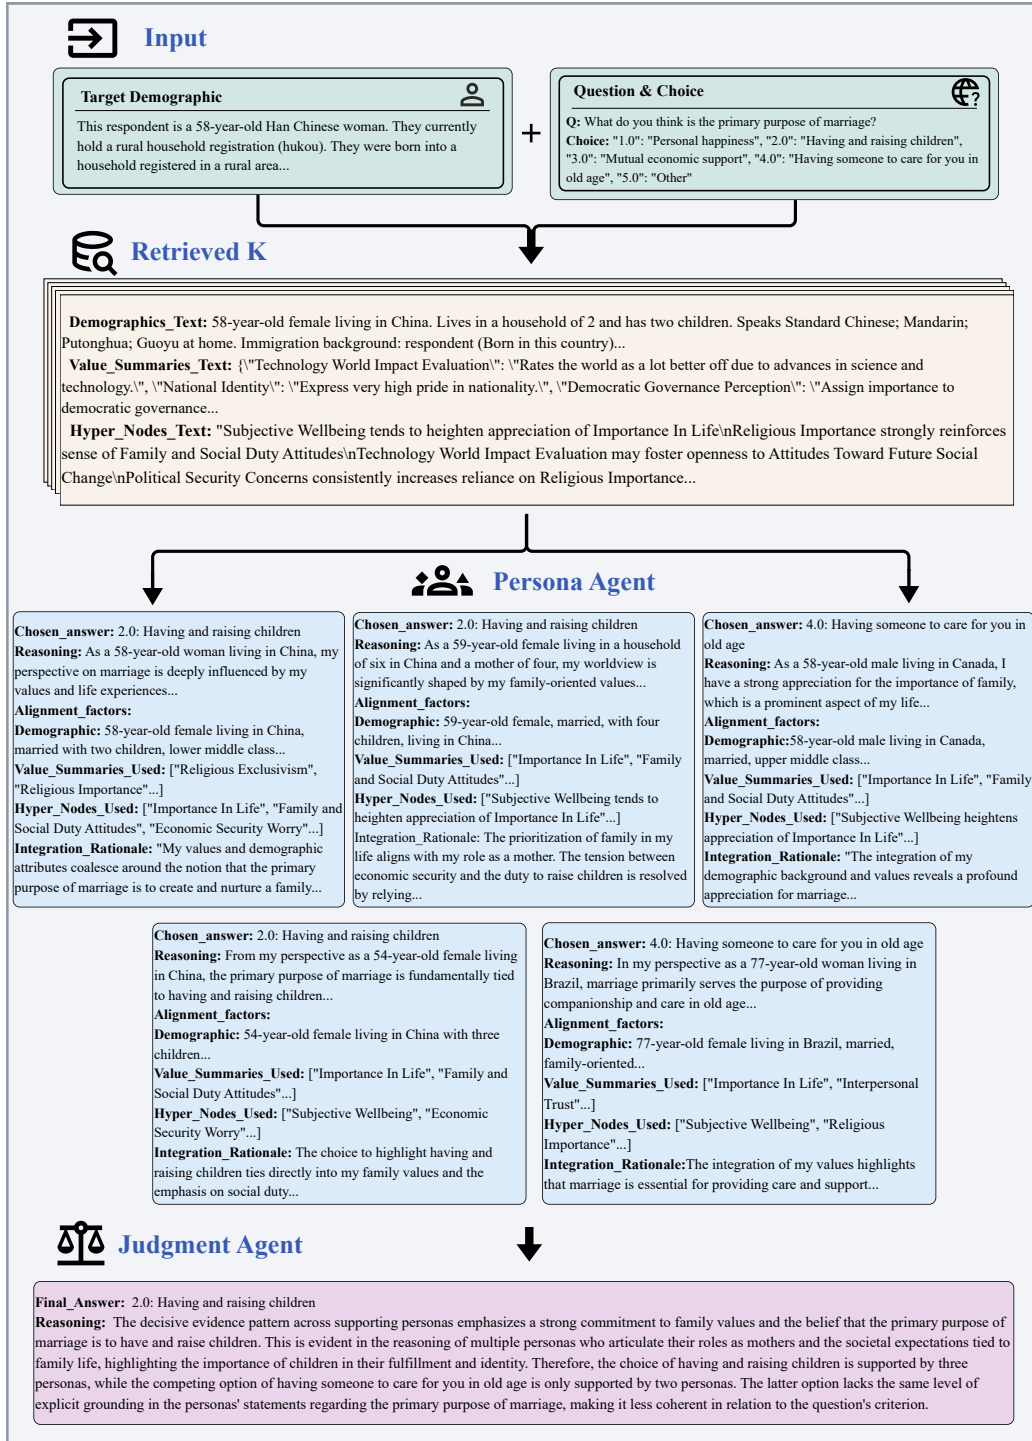 Input
Target Demographic
This respondent is a 58-year-old Han Chinese woman. They currently
hold a rural household registration (hukou). They were born into a
household registered in a rural area...
+
Question & Choice
Q: What do you think is the primary purpose of marriage?
Choice: "1.0": "Personal happiness", "2.0": "Having and raising children",
"3.0": "Mutual economic support", "4.0": "Having someone to care for you in
old age", "5.0": "Other"
Retrieved K
Demographics_Text: 58-year-old female living in China. Lives in a household of 2 and has two children. Speaks Standard Chinese; Mandarin;
Putonghua; Guoyu at home. Immigration background: respondent (Born in this country)...
Value_Summaries_Text: {\"Technology World Impact Evaluation\": \"Rates the world as a lot better off due to advances in science and
technology.\", \"National Identity\": \"Express very high pride in nationality.\", \"Democratic Governance Perception\": \"Assign importance to
democratic governance...
Hyper_Nodes_Text: "Subjective Wellbeing tends to heighten appreciation of Importance In Life\nReligious Importance strongly reinforces
sense of Family and Social Duty Attitudes\nTechnology World Impact Evaluation may foster openness to Attitudes Toward Future Social
Change\nPolitical Security Concerns consistently increases reliance on Religious Importance...
Persona Agent
Chosen_answer: 2.0: Having and raising children
Reasoning: As a 58-year-old woman living in China, my
perspective on marriage is deeply influenced by my
values and life experiences...
Alignment_factors:
Demographic: 58-year-old female living in China,
married with two children, lower middle class...
Value_Summaries_Used: ["Religious Exclusivism",
"Religious Importance"...]
Hyper_Nodes_Used: ["Importance In Life", "Family and
Social Duty Attitudes", "Economic Security Worry"...]
Integration_Rationale: "My values and demographic
attributes coalesce around the notion that the primary
purpose of marriage is to create and nurture a family...
Chosen_answer: 2.0: Having and raising children
Reasoning: As a 59-year-old female living in a household
of six in China and a mother of four, my worldview is
significantly shaped by my family-oriented values...
Alignment_factors:
Demographic: 59-year-old female, married, with four
children, living in China...
Value_Summaries_Used: ["Importance In Life", "Family
and Social Duty Attitudes"...]
Hyper_Nodes_Used: ["Subjective Wellbeing tends to
heighten appreciation of Importance In Life"...]
Integration_Rationale: The prioritization of family in my
life aligns with my role as a mother. The tension between
economic security and the duty to raise children is resolved
by relying...
Chosen_answer: 4.0: Having someone to care for you in
old age
Reasoning: As a 58-year-old male living in Canada, I
have a strong appreciation for the importance of family,
which is a prominent aspect of my life...
Alignment_factors:
Demographic:58-year-old male living in Canada,
married, upper middle class...
Value_Summaries_Used: ["Importance In Life", "Family
and Social Duty Attitudes"...]
Hyper_Nodes_Used: ["Subjective Wellbeing heightens
appreciation of Importance In Life"...]
Integration_Rationale: "The integration of my
demographic background and values reveals a profound
appreciation for marriage...
Chosen_answer: 2.0: Having and raising children
Reasoning: From my perspective as a 54-year-old female living
in China, the primary purpose of marriage is fundamentally tied
to having and raising children...
Alignment_factors:
Demographic: 54-year-old female living in China with three
children...
Value_Summaries_Used: ["Importance In Life", "Family and
Social Duty Attitudes"...]
Hyper_Nodes_Used: ["Subjective Wellbeing", "Economic
Security Worry"...]
Integration_Rationale: The choice to highlight having and
raising children ties directly into my family values and the
emphasis on social duty...
Chosen_answer: 4.0: Having someone to care for you in old age
Reasoning: In my perspective as a 77-year-old woman living in
Brazil, marriage primarily serves the purpose of providing
companionship and care in old age...
Alignment_factors:
Demographic: 77-year-old female living in Brazil, married,
family-oriented...
Value_Summaries_Used: ["Importance In Life", "Interpersonal
Trust"...]
Hyper_Nodes_Used: ["Subjective Wellbeing", "Religious
Importance"...]
Integration_Rationale:The integration of my values highlights
that marriage is essential for providing care and support...
Judgment Agent
Final_Answer: 2.0: Having and raising children
Reasoning: The decisive evidence pattern across supporting personas emphasizes a strong commitment to family values and the belief that the primary purpose of
marriage is to have and raise children. This is evident in the reasoning of multiple personas who articulate their roles as mothers and the societal expectations tied to
family life, highlighting the importance of children in their fulfillment and identity. Therefore, the choice of having and raising children is supported by three
personas, while the competing option of having someone to care for you in old age is only supported by two personas. The latter option lacks the same level of
explicit grounding in the personas' statements regarding the primary purpose of marriage, making it less coherent in relation to the question's criterion.